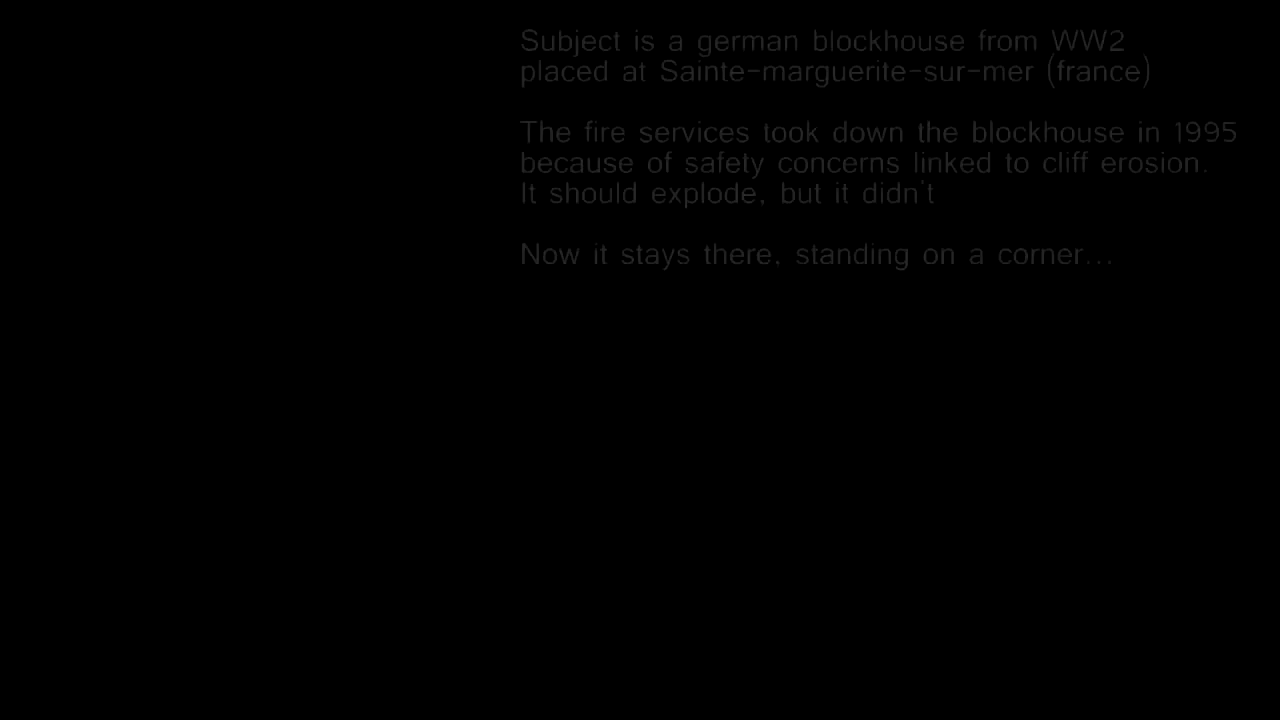 Subject is a german blockhouse from WW2
placed at Sainte-marguerite-sur-mer (france)
The fire services took down the blockhouse in 1995
because of safety concerns linked to cliff erosion.
It should explode, but it didn't
Now it stays there, standing on a corner...